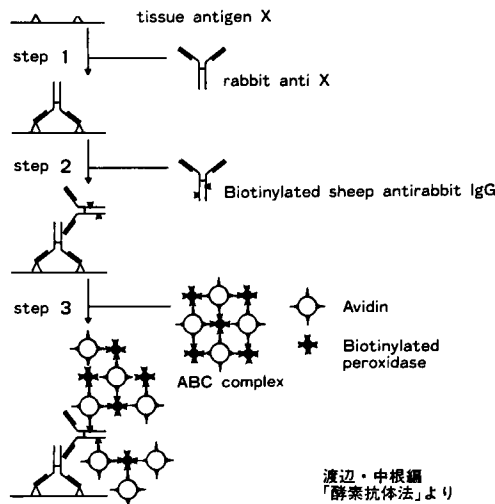 tissue antigen X
step 1
rabbit anti X
step 2
Biotinylated sheep antirabbit IgG
step 3
Avidin
Biotinylated
peroxidase
ABC complex
渡辺・中根編
「酵素抗体法」より